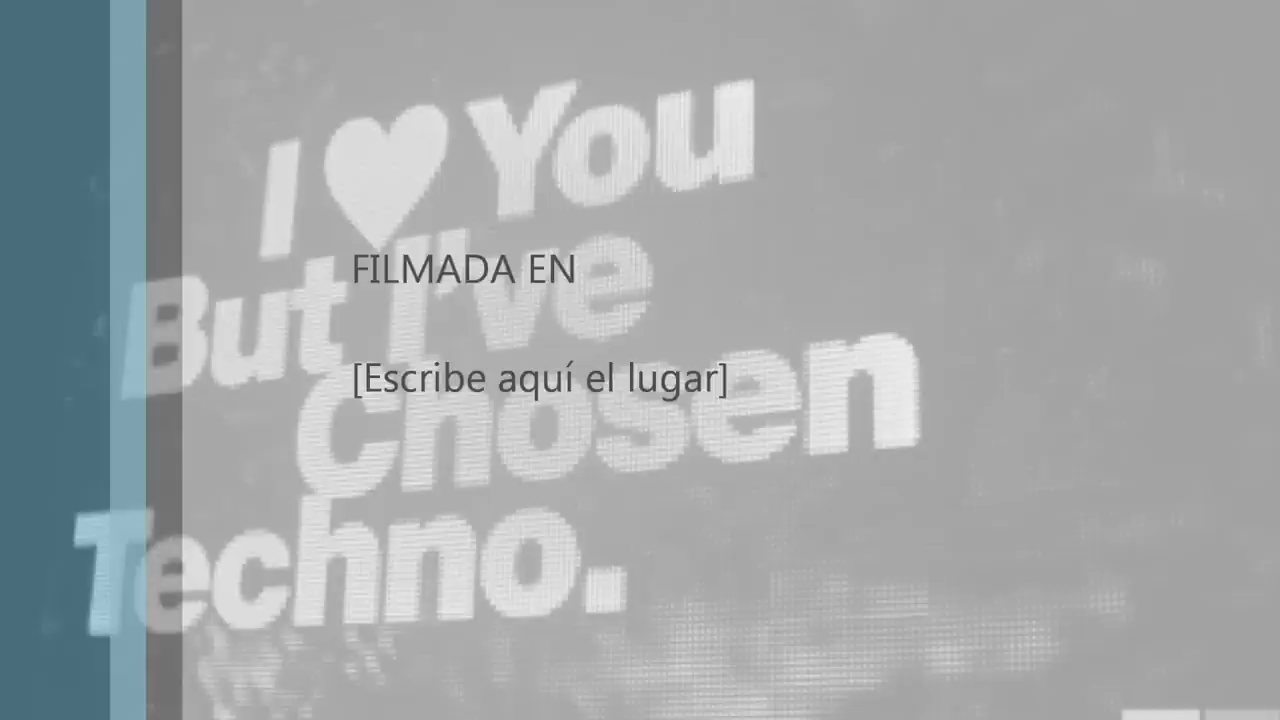 I ♥ You
But I've
Chosen
Techno.
FILMADA EN
[Escribe aquí el lugar]